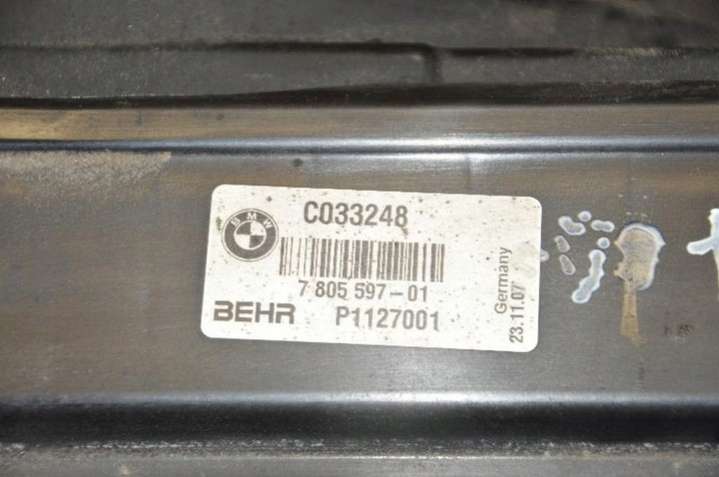 BMW
C033248
7 805 597-01
BEHR P1127001
Germany
23.11.07